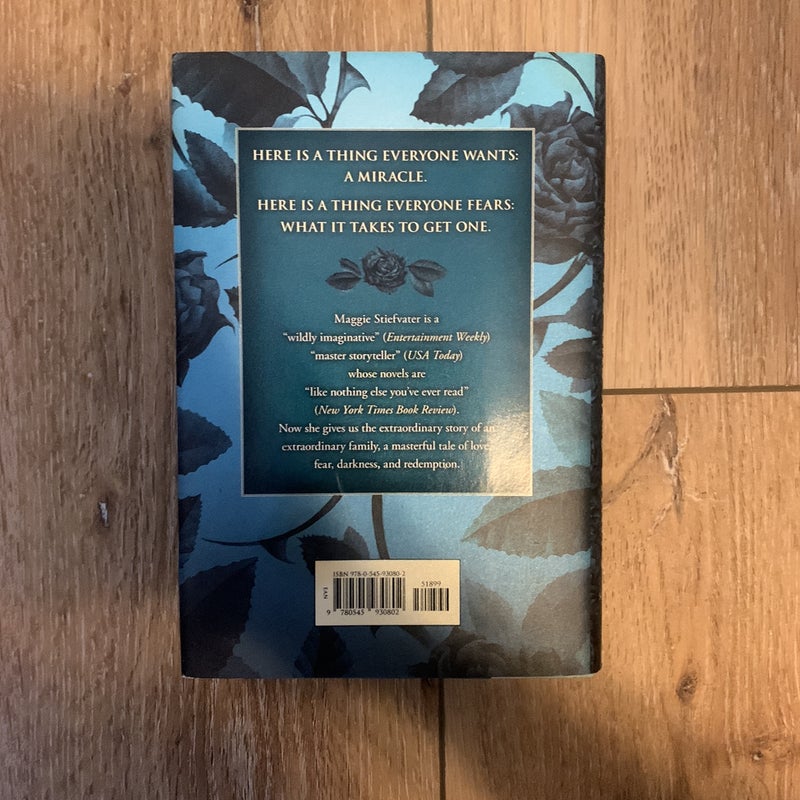 HERE IS A THING EVERYONE WANTS:
A MIRACLE.
HERE IS A THING EVERYONE FEARS:
WHAT IT TAKES TO GET ONE.
Maggie Stiefvater is a
“wildly imaginative” (Entertainment Weekly)
“master storyteller” (USA Today)
whose novels are
“like nothing else you’ve ever read”
(New York Times Book Review).
Now she gives us the extraordinary story of an
extraordinary family, a masterful tale of love,
fear, darkness, and redemption.
ISBN 978-0-545-93080-2
51899
EAN
9 780545 930802